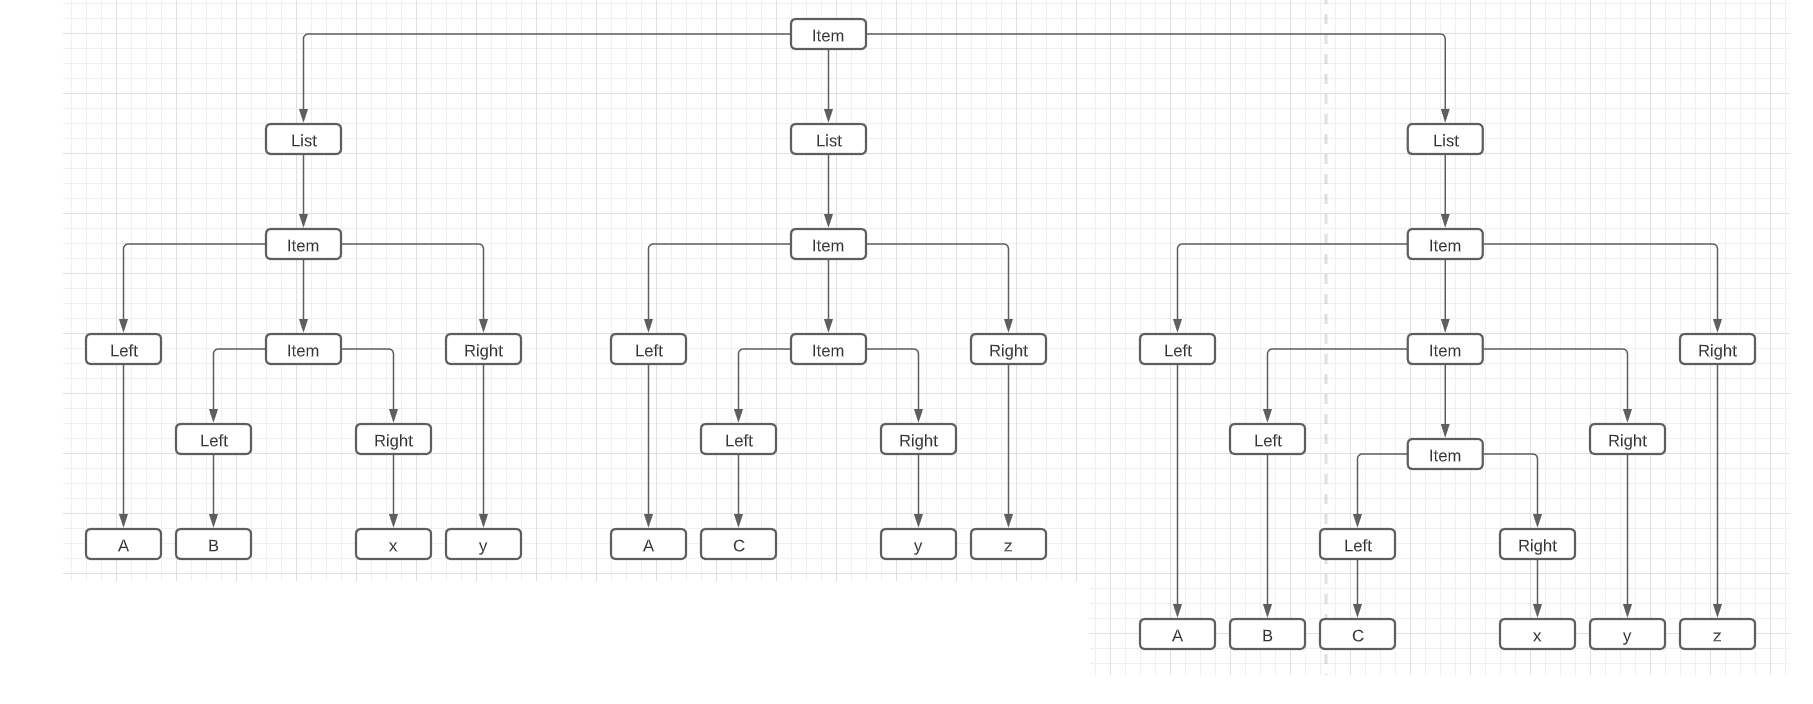 Item
List List List
Item Item Item
Left Item Right Left Item Right Left Item Right
Left Right Left Right Left Right
Item
A B x y A C y z Left Right
A B C x y z